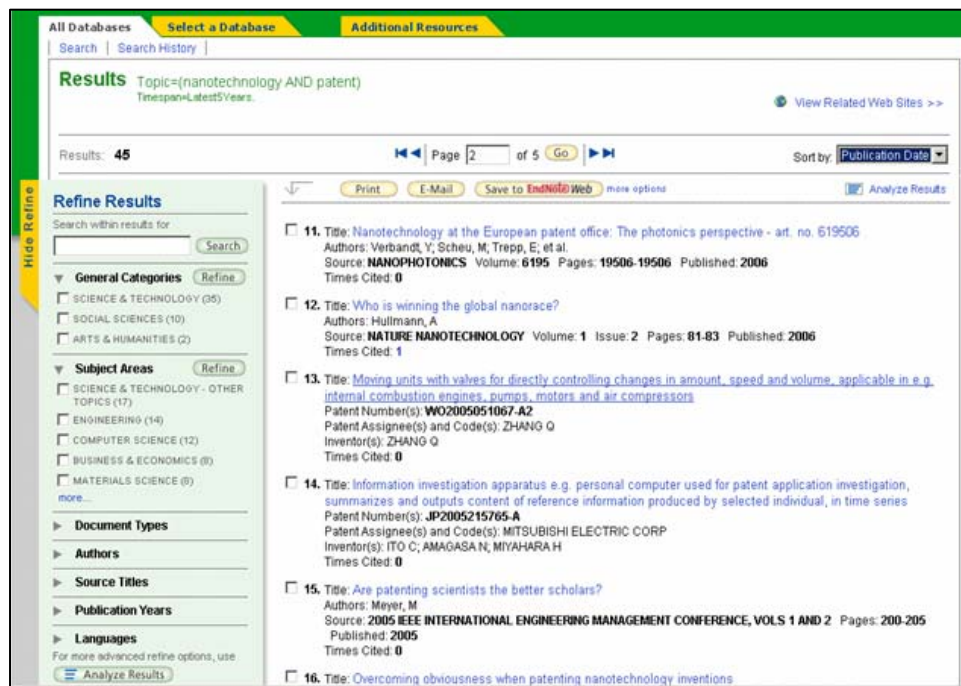 All Databases Select a Database Additional Resources
Search | Search History |
Results Topic=(nanotechnology AND patent)
Timespan=Latest5Years.
View Related Web Sites >>
Results: 45
Page 2 of 5 Go
Sort by: Publication Date
Hide Refine
Print E-Mail Save to EndNote Web more options
Analyze Results
Refine Results
Search within results for
Search
General Categories Refine
SCIENCE & TECHNOLOGY (35)
SOCIAL SCIENCES (10)
ARTS & HUMANITIES (2)
Subject Areas Refine
SCIENCE & TECHNOLOGY - OTHER
TOPICS (17)
ENGINEERING (14)
COMPUTER SCIENCE (12)
BUSINESS & ECONOMICS (8)
MATERIALS SCIENCE (8)
more...
Document Types
Authors
Source Titles
Publication Years
Languages
For more advanced refine options, use
Analyze Results
11. Title: Nanotechnology at the European patent office: The photonics perspective - art. no. 619506
Authors: Verbandt, Y; Scheu, M; Trepp, E; et al.
Source: NANOPHOTONICS Volume: 6195 Pages: 19506-19506 Published: 2006
Times Cited: 0
12. Title: Who is winning the global nanorace?
Authors: Hullmann, A
Source: NATURE NANOTECHNOLOGY Volume: 1 Issue: 2 Pages: 81-83 Published: 2006
Times Cited: 1
13. Title: Moving units with valves for directly controlling changes in amount, speed and volume, applicable in e.g.
internal combustion engines, pumps, motors and air compressors
Patent Number(s): WO2005051067-A2
Patent Assignee(s) and Code(s): ZHANG Q
Inventor(s): ZHANG Q
Times Cited: 0
14. Title: Information investigation apparatus e.g. personal computer used for patent application investigation,
summarizes and outputs content of reference information produced by selected individual, in time series
Patent Number(s): JP2005215765-A
Patent Assignee(s) and Code(s): MITSUBISHI ELECTRIC CORP
Inventor(s): ITO C; AMAGASA N; MIYAHARA H
Times Cited: 0
15. Title: Are patenting scientists the better scholars?
Authors: Meyer, M
Source: 2005 IEEE INTERNATIONAL ENGINEERING MANAGEMENT CONFERENCE, VOLS 1 AND 2 Pages: 200-205
Published: 2005
Times Cited: 0
16. Title: Overcoming obviousness when patenting nanotechnology inventions